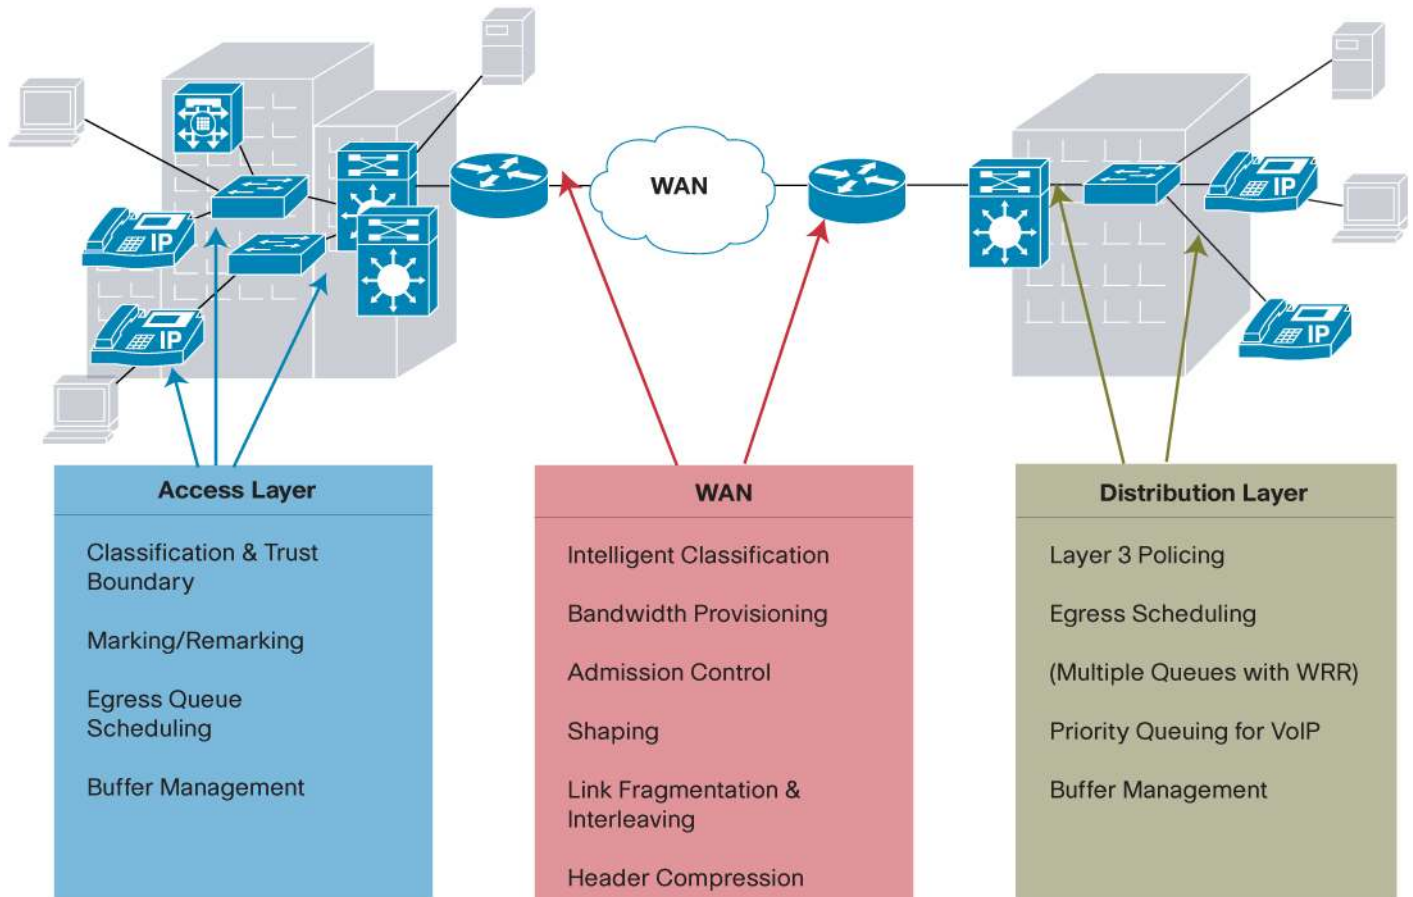 WAN
IP
IP
IP
IP
Access Layer
Classification & Trust
Boundary
Marking/Remarking
Egress Queue
Scheduling
Buffer Management
WAN
Intelligent Classification
Bandwidth Provisioning
Admission Control
Shaping
Link Fragmentation &
Interleaving
Header Compression
Distribution Layer
Layer 3 Policing
Egress Scheduling
(Multiple Queues with WRR)
Priority Queuing for VoIP
Buffer Management